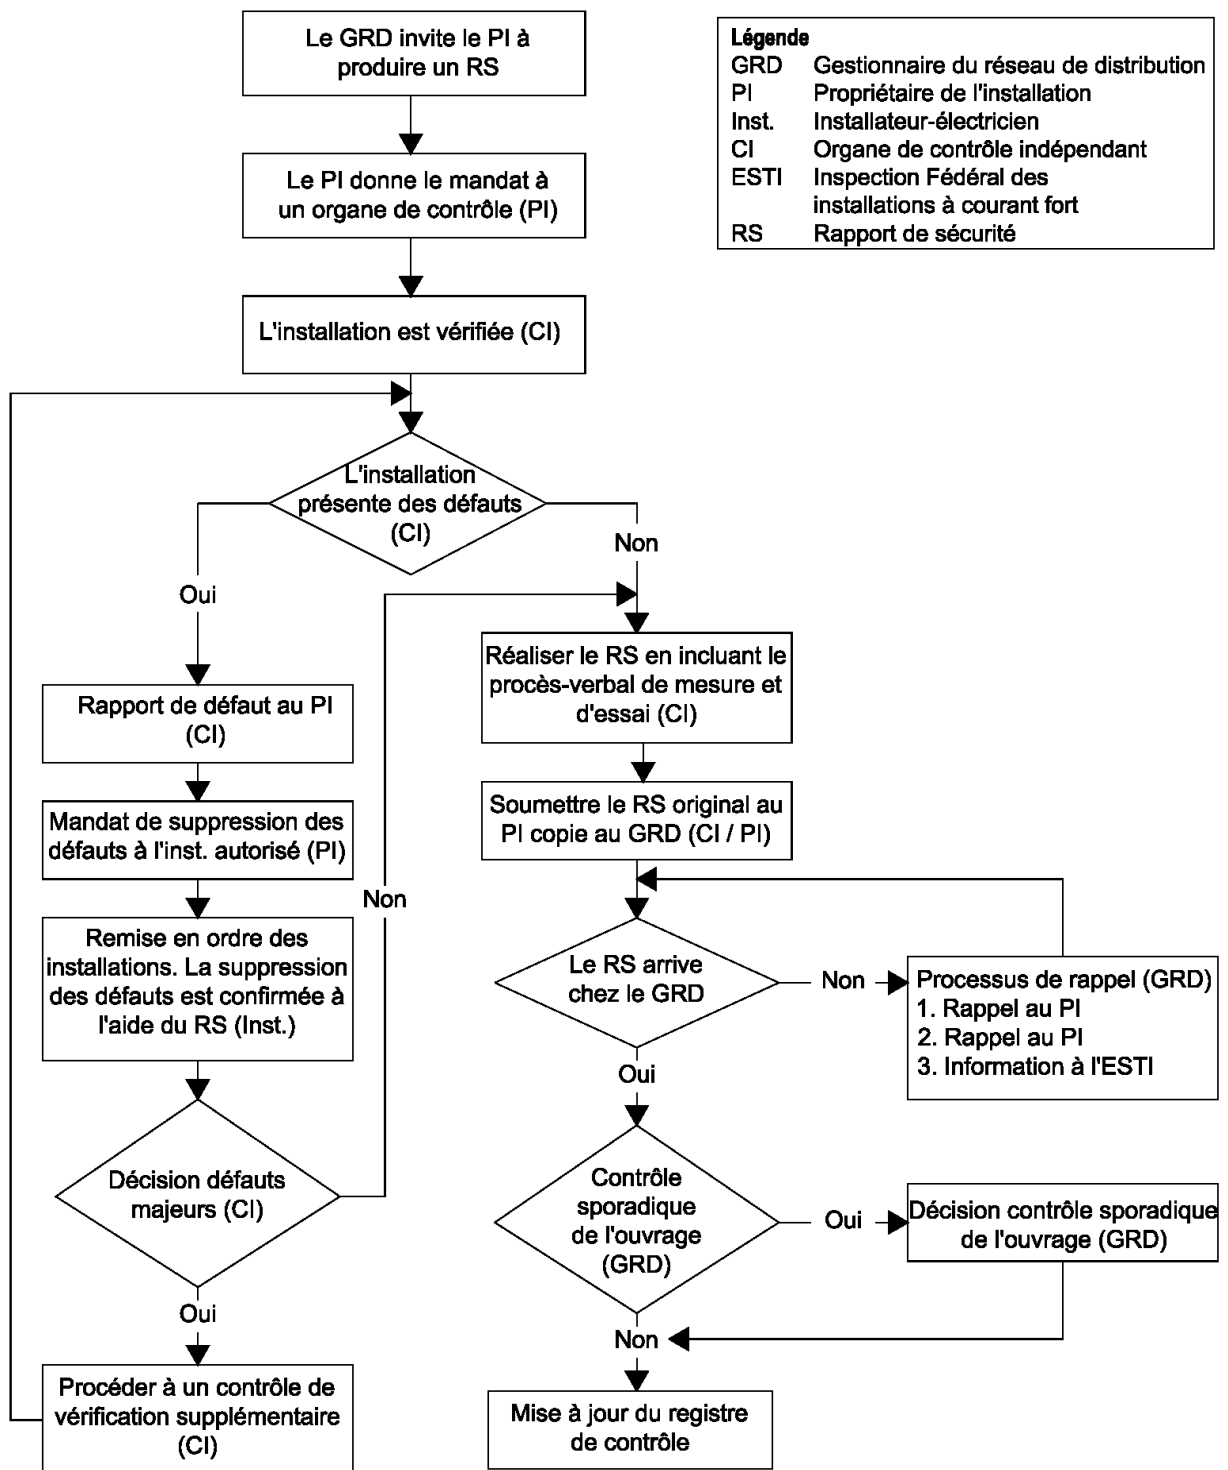 Le GRD invite le PI à
produire un RS
Légende
GRD Gestionnaire du réseau de distribution
PI Propriétaire de l'installation
Inst. Installateur-électricien
CI Organe de contrôle indépendant
ESTI Inspection Fédéral des
installations à courant fort
RS Rapport de sécurité
Le PI donne le mandat à
un organe de contrôle (PI)
L'installation est vérifiée (CI)
L'installation
présente des défauts
(CI)
Oui
Non
Rapport de défaut au PI
(CI)
Mandat de suppression des
défauts à l'inst. autorisé (PI)
Remise en ordre des
installations. La suppression
des défauts est confirmée à
l'aide du RS (Inst.)
Décision défauts
majeurs (CI)
Non
Oui
Procéder à un contrôle de
vérification supplémentaire
(CI)
Réaliser le RS en incluant le
procès-verbal de mesure et
d'essai (CI)
Soumettre le RS original au
PI copie au GRD (CI / PI)
Le RS arrive
chez le GRD
Non
Processus de rappel (GRD)
1. Rappel au PI
2. Rappel au PI
3. Information à l'ESTI
Oui
Contrôle
sporadique
de l'ouvrage
(GRD)
Oui
Décision contrôle sporadique
de l'ouvrage (GRD)
Non
Mise à jour du registre
de contrôle